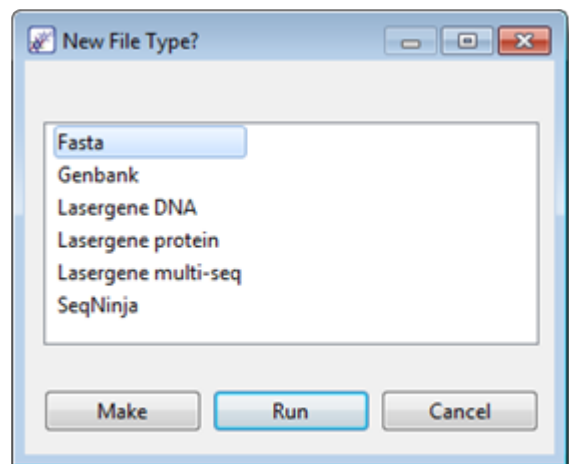 New File Type?
Fasta
Genbank
Lasergene DNA
Lasergene protein
Lasergene multi-seq
SeqNinja
Make Run Cancel